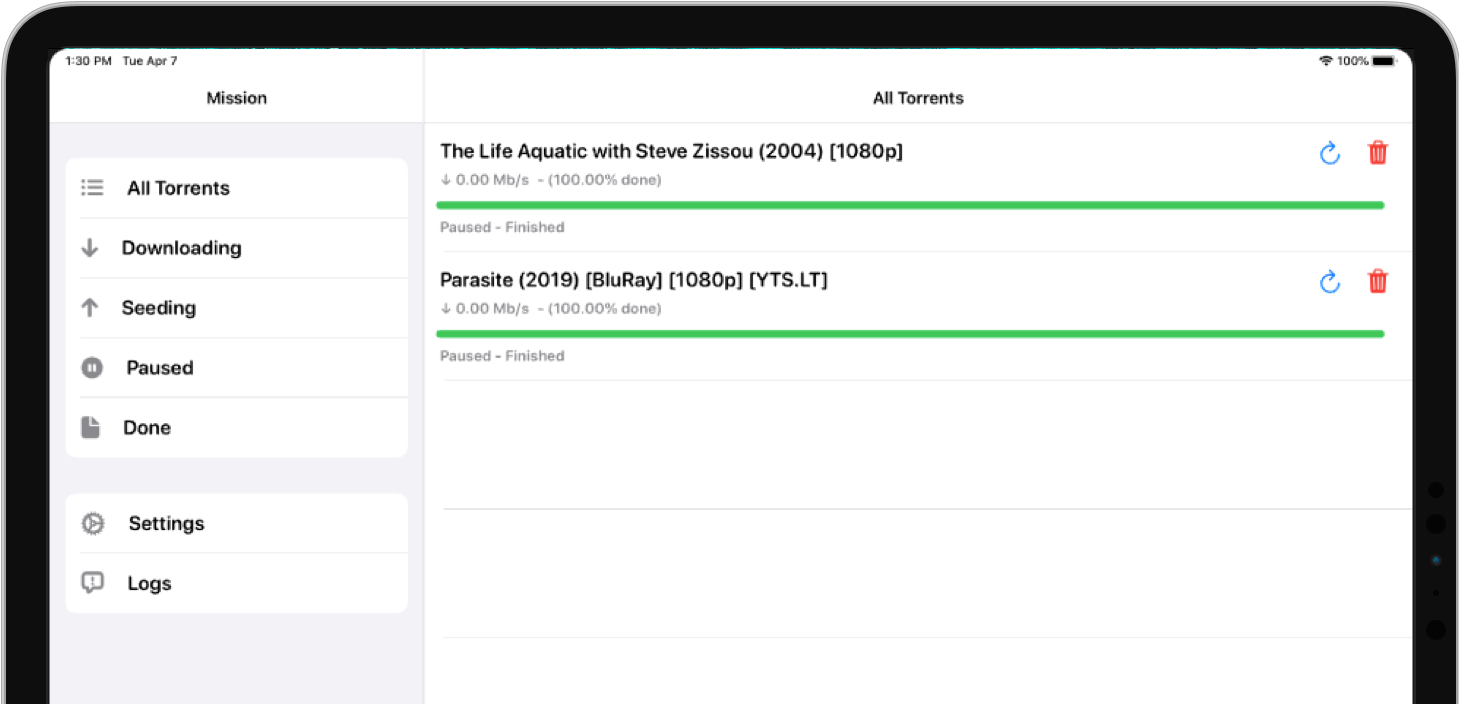 1:30 PM Tue Apr 7
100%
Mission
All Torrents
All Torrents
Downloading
Seeding
Paused
Done
Settings
Logs
The Life Aquatic with Steve Zissou (2004) [1080p]
↓ 0.00 Mb/s - (100.00% done)
Paused - Finished
Parasite (2019) [BluRay] [1080p] [YTS.LT]
↓ 0.00 Mb/s - (100.00% done)
Paused - Finished